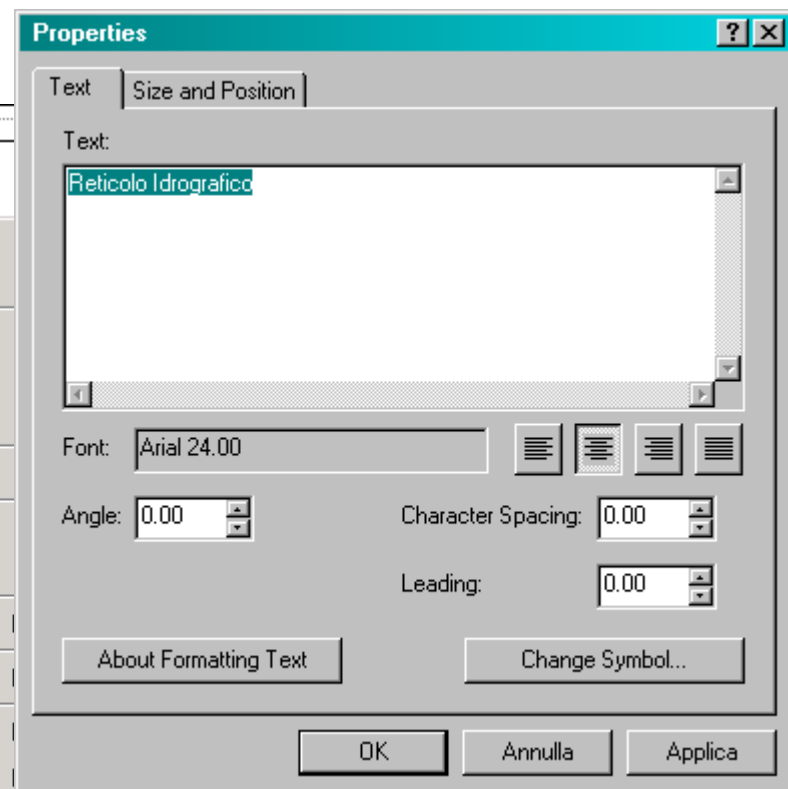 Properties
Text Size and Position
Text:
Reticolo Idrografico
Font: Arial 24.00
Angle: 0.00 Character Spacing: 0.00
Leading: 0.00
About Formatting Text Change Symbol...
OK Annulla Applica